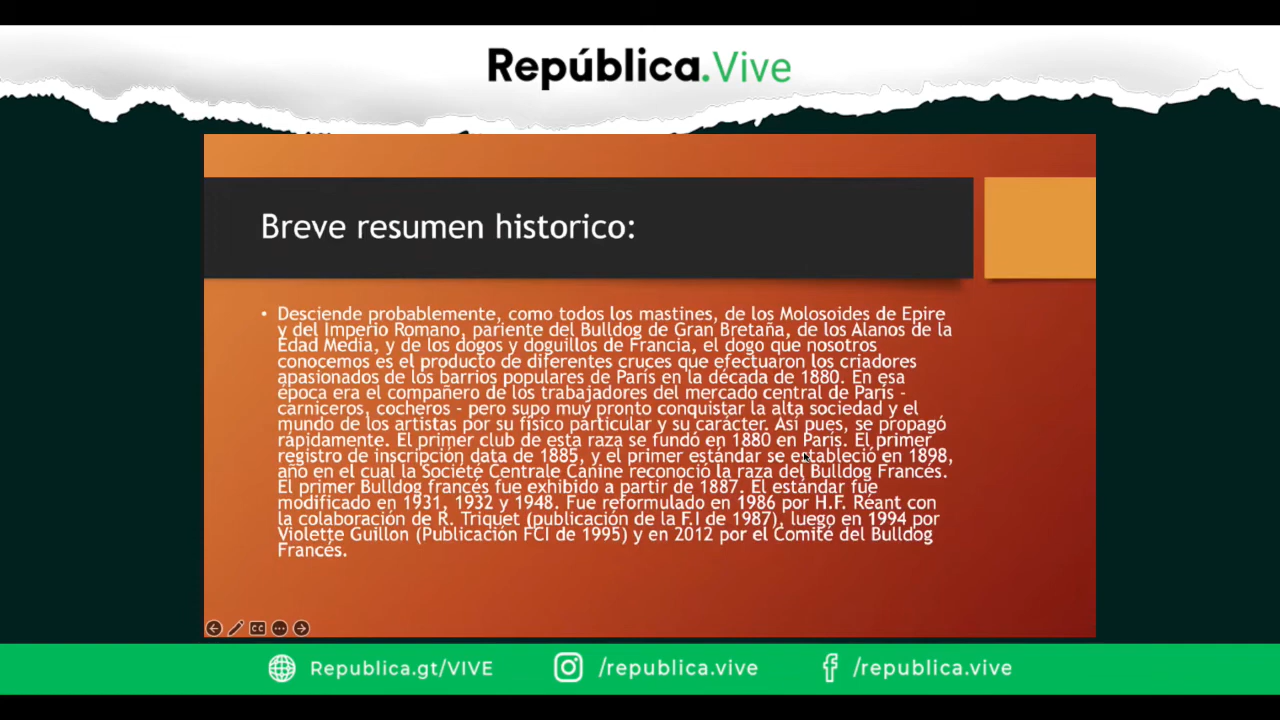 República.Vive
Breve resumen historico:
• Desciende probablemente, como todos los mastines, de los Molosoides de Epire
y del Imperio Romano, pariente del Bulldog de Gran Bretaña, de los Alanos de la
Edad Media, y de los dogos y doguillos de Francia, el dogo que nosotros
conocemos es el producto de diferentes cruces que efectuaron los criadores
apasionados de los barrios populares de París en la década de 1880. En esa
época era el compañero de los trabajadores del mercado central de París -
carniceros, cocheros - pero supo muy pronto conquistar la alta sociedad y el
mundo de los artistas por su físico particular y su carácter. Así pues, se propagó
rápidamente. El primer club de esta raza se fundó en 1880 en París. El primer
registro de inscripción data de 1885, y el primer estándar se estableció en 1898,
año en el cual la Société Centrale Canine reconoció la raza del Bulldog Francés.
El primer Bulldog francés fue exhibido a partir de 1887. El estándar fue
modificado en 1931, 1932 y 1948. Fue reformulado en 1986 por H.F. Réant con
la colaboración de R. Triquet (publicación de la F.I de 1987), luego en 1994 por
Violette Guillon (Publicación FCI de 1995) y en 2012 por el Comité del Bulldog
Francés.
CC
Republica.gt/VIVE
/republica.vive
/republica.vive